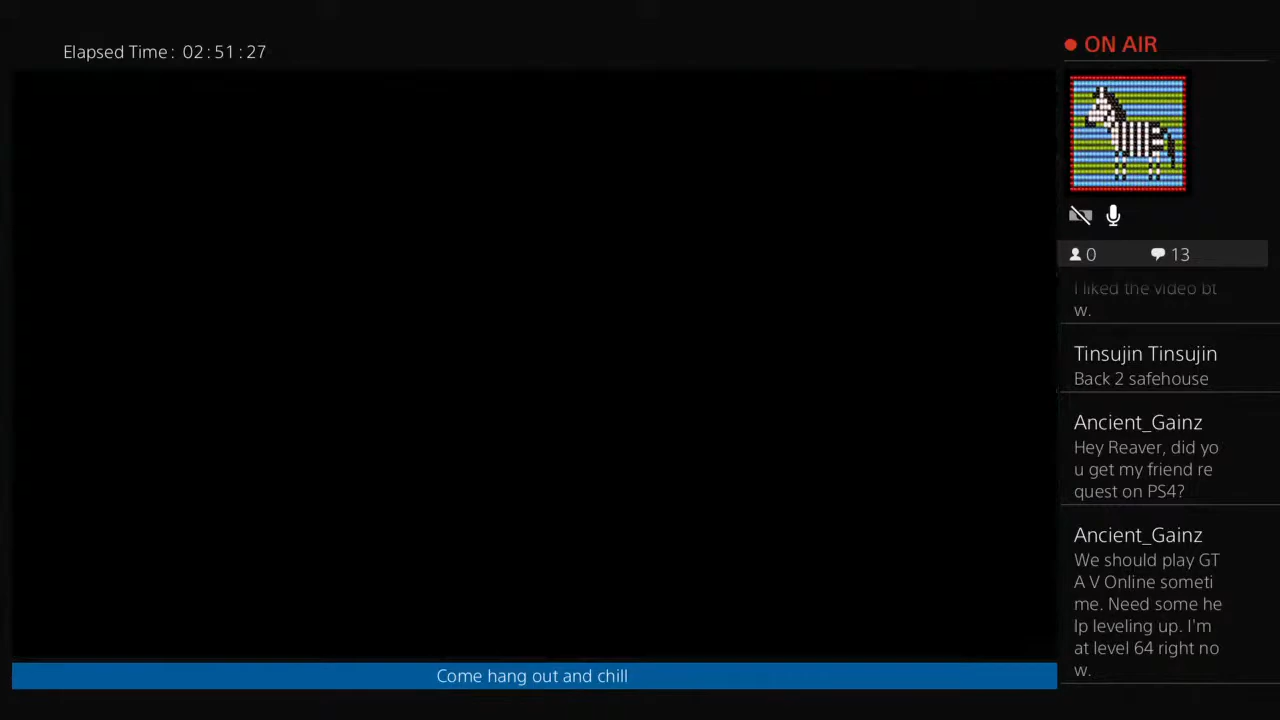 Elapsed Time: 02:51:27
ON AIR
0 13
I liked the video bt
w.
Tinsujin Tinsujin
Back 2 safehouse
Ancient_Gainz
Hey Reaver, did yo
u get my friend re
quest on PS4?
Ancient_Gainz
We should play GT
A V Online someti
me. Need some he
lp leveling up. I'm
at level 64 right no
w.
Come hang out and chill